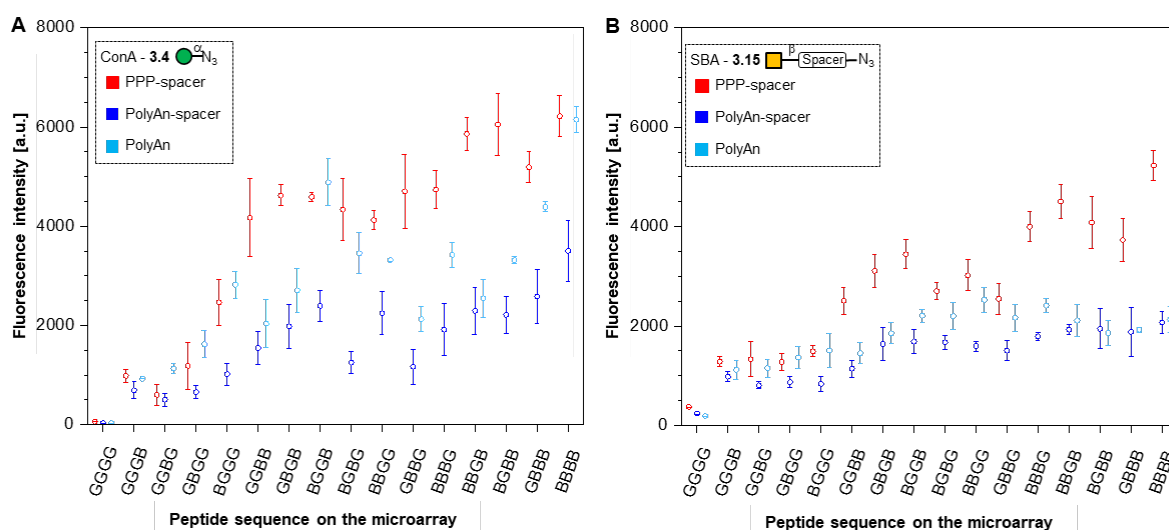 A
8000
6000
4000
2000
0
Fluorescence intensity [a.u.]
ConA - 3.4 α N3
PPP-spacer
PolyAn-spacer
PolyAn
GGGG GGGB GGBG GBGG BGGG GGBB GBGB BGGB GBBG BGBG BBGG GBBB BGBB BBGB BBBG BBBB
Peptide sequence on the microarray
B
8000
6000
4000
2000
0
Fluorescence intensity [a.u.]
SBA - 3.15 β Spacer N3
PPP-spacer
PolyAn-spacer
PolyAn
GGGG GGGB GGBG GBGG BGGG GGBB GBGB BGGB GBBG BGBG BBGG BBBG BBGB BGBB GBBB BBBB
Peptide sequence on the microarray